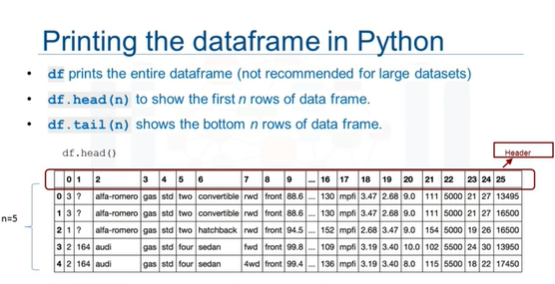 Printing the dataframe in Python
• df prints the entire dataframe (not recommended for large datasets)
• df.head(n) to show the first n rows of data frame.
• df.tail(n) shows the bottom n rows of data frame.
df.head()
Header
0 1 2 3 4 5 6 7 8 9 ... 16 17 18 19 20 21 22 23 24 25
0 3 ? alfa-romero gas std two convertible rwd front 88.6 ... 130 mpfi 3.47 2.68 9.0 111 5000 21 27 13495
1 3 ? alfa-romero gas std two convertible rwd front 88.6 ... 130 mpfi 3.47 2.68 9.0 111 5000 21 27 16500
n=5
2 1 ? alfa-romero gas std two hatchback rwd front 94.5 ... 152 mpfi 2.68 3.47 9.0 154 5000 19 26 16500
3 2 164 audi gas std four sedan fwd front 99.8 ... 109 mpfi 3.19 3.40 10.0 102 5500 24 30 13950
4 2 164 audi gas std four sedan 4wd front 99.4 ... 136 mpfi 3.19 3.40 8.0 115 5500 18 22 17450